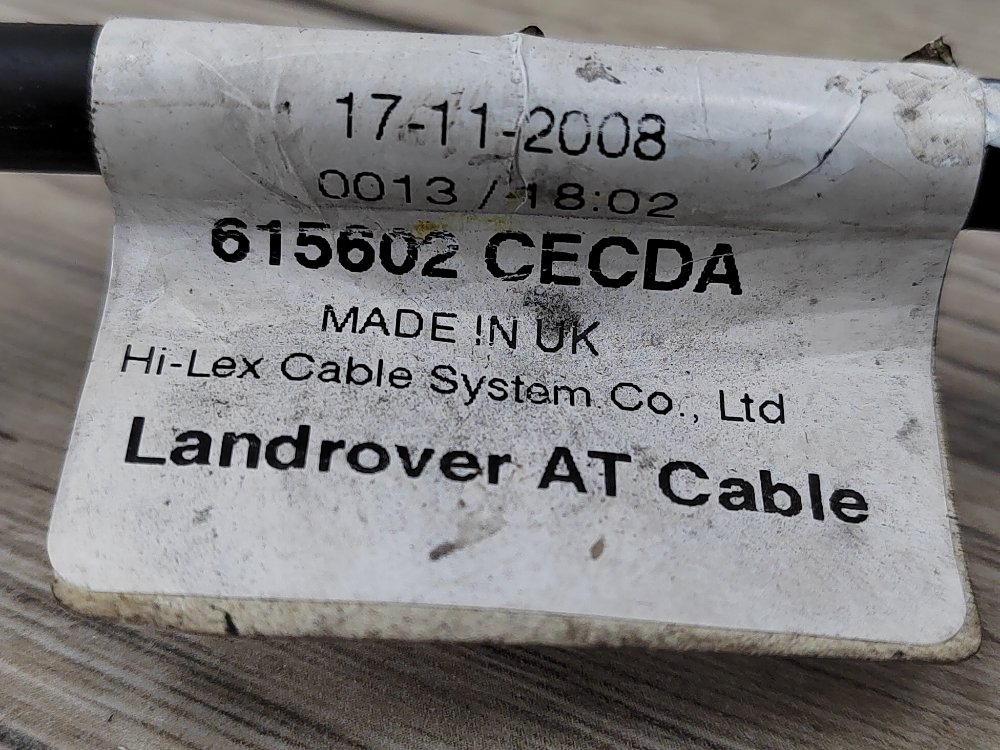 17-11-2008
0013 / 18:02
615602 CECDA
MADE IN UK
Hi-Lex Cable System Co., Ltd
Landrover AT Cable